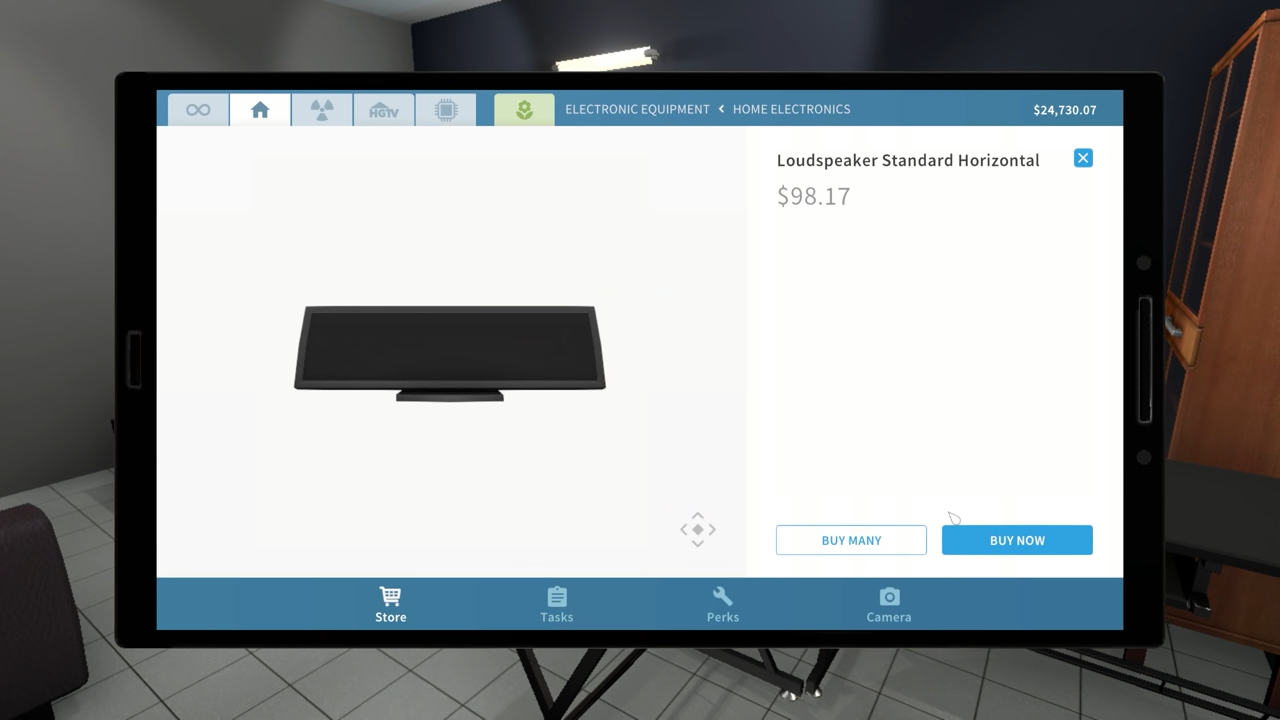 HGTV
ELECTRONIC EQUIPMENT < HOME ELECTRONICS
$24,730.07
Loudspeaker Standard Horizontal
$98.17
BUY MANY
BUY NOW
Store
Tasks
Perks
Camera